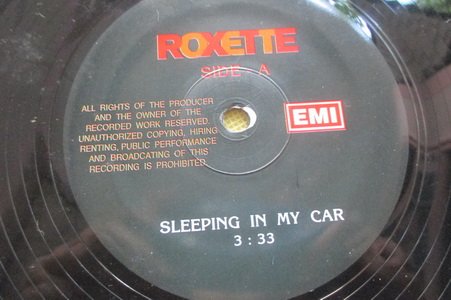 ROXETTE
SIDE A
ALL RIGHTS OF THE PRODUCER
AND THE OWNER OF THE
RECORDED WORK RESERVED.
UNAUTHORIZED COPYING, HIRING
RENTING, PUBLIC PERFORMANCE
AND BROADCATING OF THIS
RECORDING IS PROHIBITED
EMI
SLEEPING IN MY CAR
3 : 33